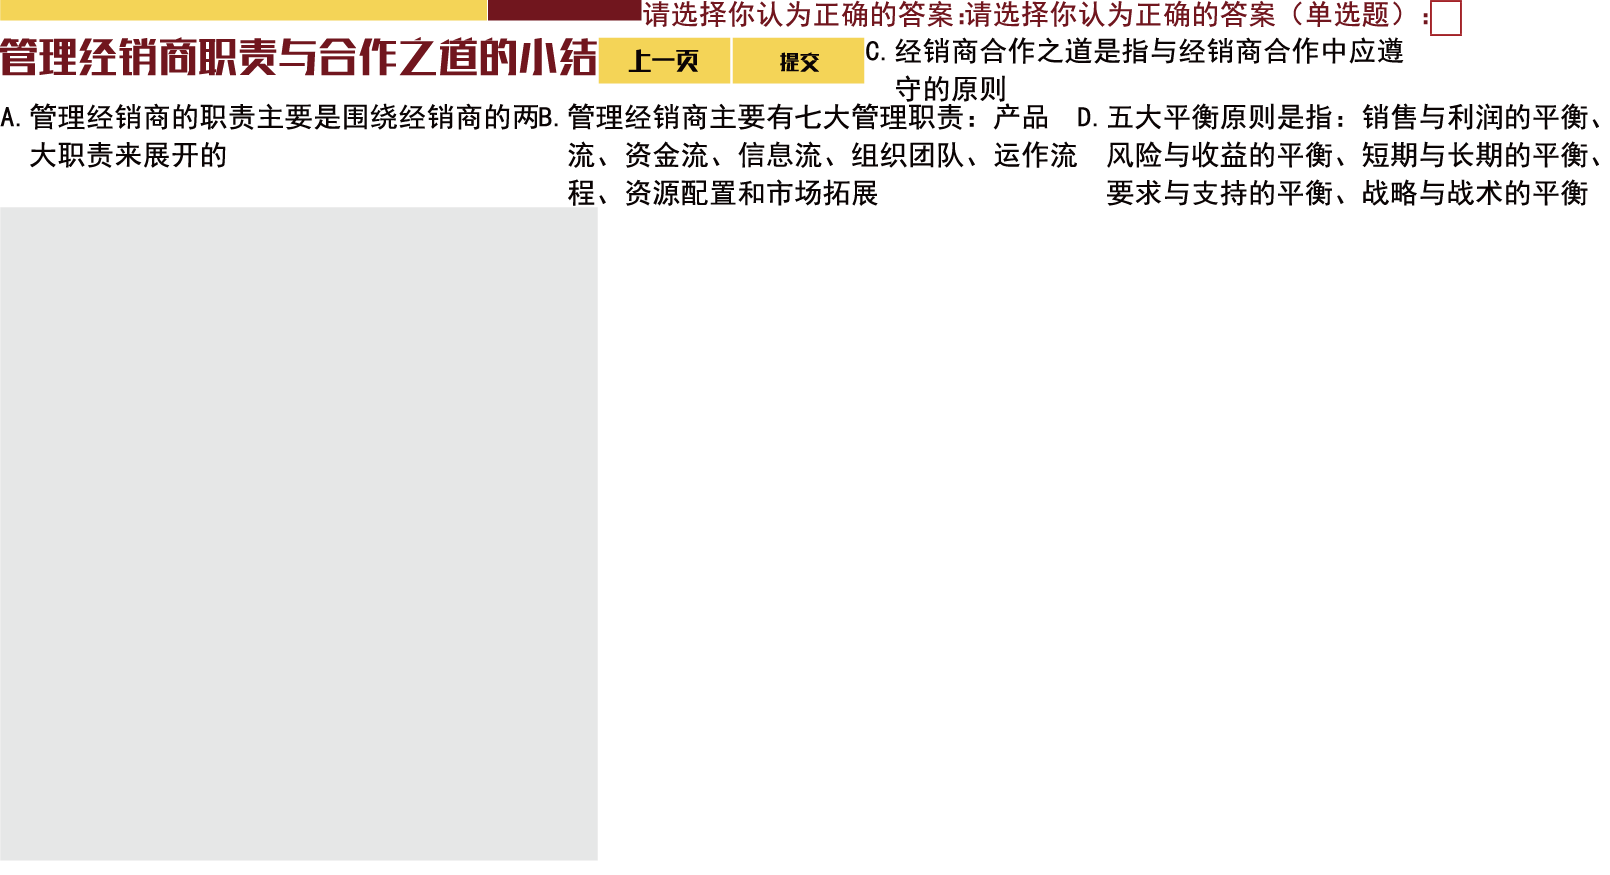 请选择你认为正确的答案:请选择你认为正确的答案（单选题）:
管理经销商职责与合作之道的小结
上一页
提交
C. 经销商合作之道是指与经销商合作中应遵
守的原则
A. 管理经销商的职责主要是围绕经销商的两
大职责来展开的
B. 管理经销商主要有七大管理职责：产品
流、资金流、信息流、组织团队、运作流
程、资源配置和市场拓展
D. 五大平衡原则是指：销售与利润的平衡、
风险与收益的平衡、短期与长期的平衡、
要求与支持的平衡、战略与战术的平衡